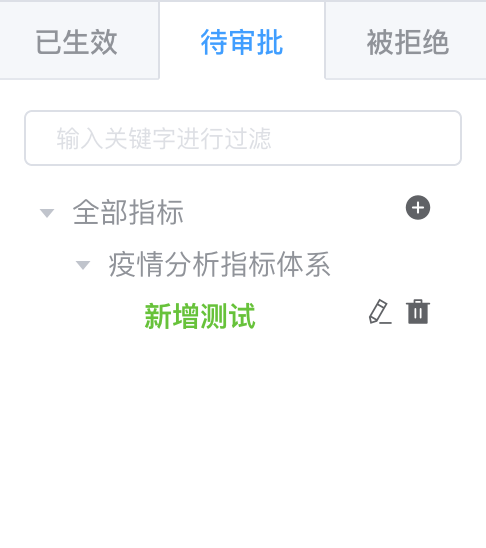 已生效 待审批 被拒绝
输入关键字进行过滤
全部指标
疫情分析指标体系
新增测试